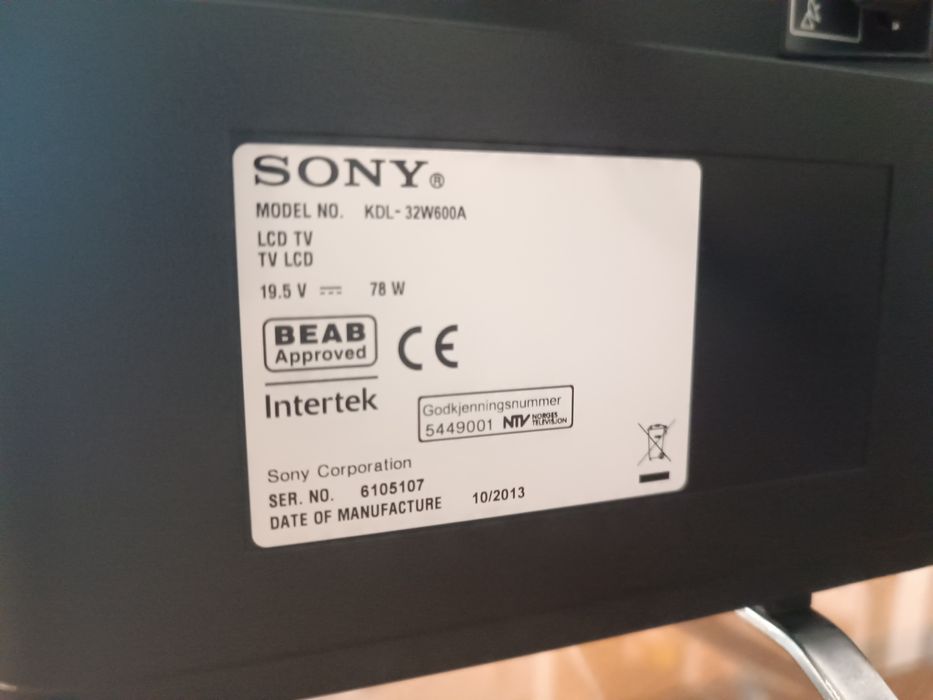 SONY®
MODEL NO. KDL-32W600A
LCD TV
TV LCD
19.5 V ⎓ 78 W
BEAB
Approved
CE
Intertek
Godkjenningsnummer
5449001 NTV NORGES
TELEVISJON
Sony Corporation
SER. NO. 6105107
DATE OF MANUFACTURE 10/2013